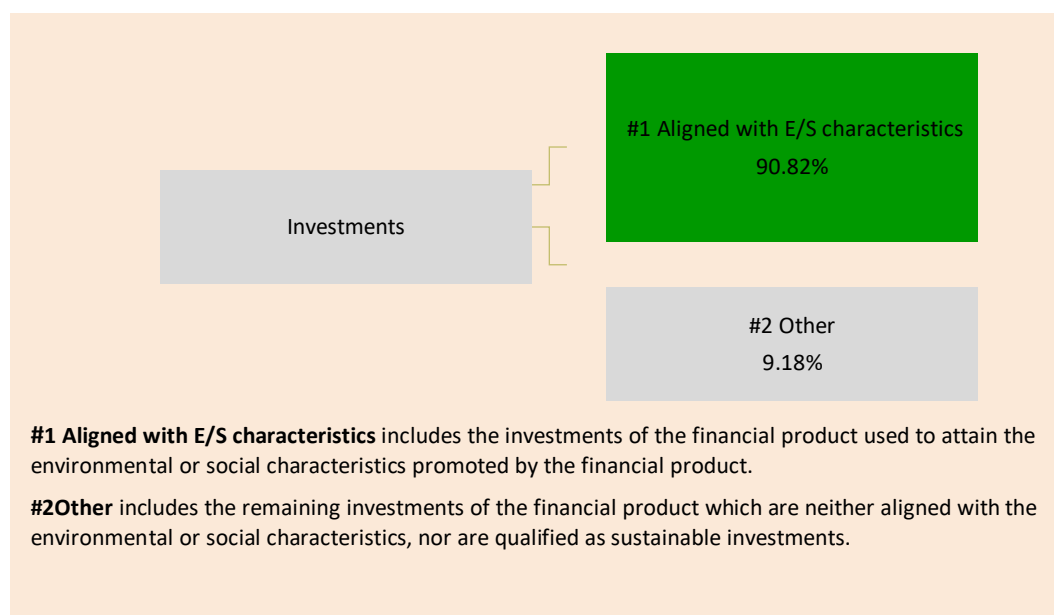 #1 Aligned with E/S characteristics
90.82%
Investments
#2 Other
9.18%
#1 Aligned with E/S characteristics includes the investments of the financial product used to attain the
environmental or social characteristics promoted by the financial product.
#2Other includes the remaining investments of the financial product which are neither aligned with the
environmental or social characteristics, nor are qualified as sustainable investments.